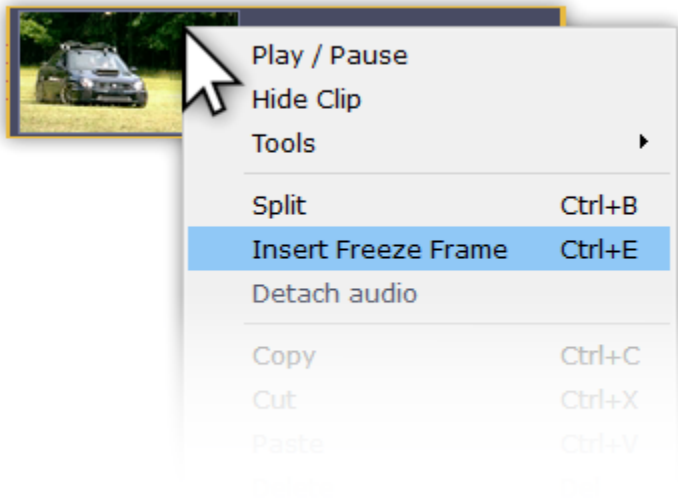 Play / Pause
Hide Clip
Tools
Split Ctrl+B
Insert Freeze Frame Ctrl+E
Detach audio
Copy Ctrl+C
Cut Ctrl+X
Paste Ctrl+V